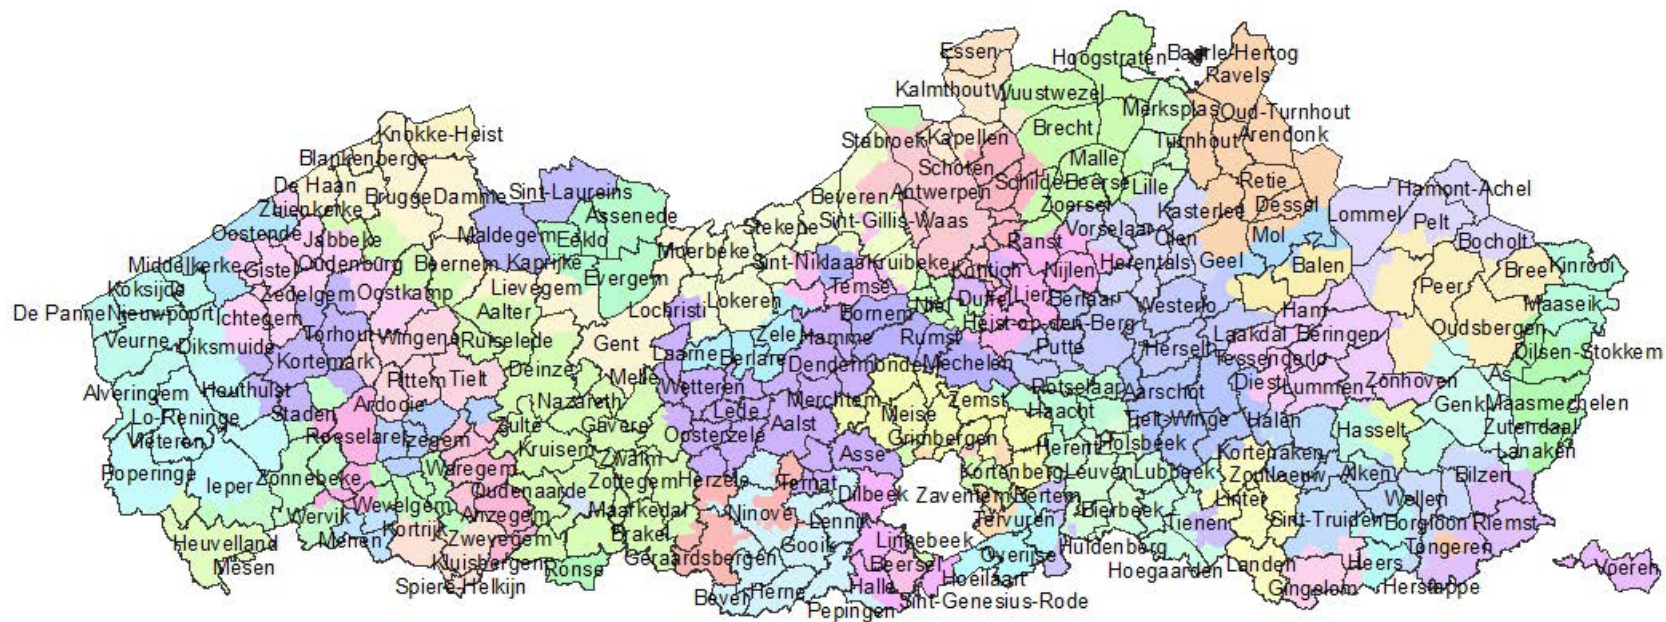 Essen
Hoogstraten
Baarle-Hertog
Ravels
Kalmthout
Wuustwezel
Merksplas
Oud-Turnhout
Knokke-Heist
Stabroek
Kapellen
Brecht
Turnhout
Arendonk
Blankenberge
Schoten
Malle
De Haan
Brugge
Damme
Sint-Laureins
Beveren
Antwerpen
Schilde
Beerse
Lille
Retie
Hamont-Achel
Zuienkerke
Assenede
Stekene
Sint-Gillis-Waas
Zoersel
Kasterlee
Dessel
Lommel
Pelt
Oostende
Jabbeke
Maldegem
Eeklo
Moerbeke
Ranst
Vorselaar
Olen
Mol
Bocholt
Middelkerke
Gistel
Oudenburg
Beernem
Kaprijke
Evergem
Sint-Niklaas
Kruibeke
Kontich
Nijlen
Herentals
Geel
Balen
Bree
Kinrooi
Koksijde
Zedelgem
Oostkamp
Lievegem
Temse
Peer
De Panne
Nieuwpoort
Ichtegem
Aalter
Lochristi
Lokeren
Bornem
Niel
Duffel
Lier
Berlaar
Westerlo
Ham
Maaseik
Veurne
Diksmuide
Torhout
Wingene
Ruiselede
Gent
Zele
Hamme
Rumst
Heist-op-den-Berg
Laakdal
Beringen
Oudsbergen
Kortemark
Laarne
Berlare
Dendermonde
Mechelen
Putte
Herselt
Tessenderlo
Dilsen-Stokkem
Alveringem
Houthulst
Pittem
Tielt
Deinze
Melle
Wetteren
Merchtem
Zemst
Rotselaar
Aarschot
Diest
Lummen
Zonhoven
As
Lo-Reninge
Staden
Ardooie
Nazareth
Lede
Aalst
Meise
Haacht
Tielt-Winge
Halen
Genk
Maasmechelen
Vleteren
Roeselare
Izegem
Zulte
Gavere
Oosterzele
Grimbergen
Herent
Holsbeek
Hasselt
Zutendaal
Poperinge
Ieper
Zonnebeke
Waregem
Kruisem
Zwalm
Asse
Kortenaken
Lanaken
Oudenaarde
Zottegem
Herzele
Ternat
Dilbeek
Zaventem
Kortenberg
Leuven
Lubbeek
Zoutleeuw
Alken
Bilzen
Wervik
Wevelgem
Anzegem
Maarkedal
Ninove
Lennik
Bertem
Bierbeek
Linter
Wellen
Heuvelland
Menen
Kortrijk
Zwevegem
Brakel
Gooik
Linkebeek
Tervuren
Tienen
Sint-Truiden
Borgloon
Riemst
Mesen
Kluisbergen
Ronse
Geraardsbergen
Beersel
Overijse
Huldenberg
Hoegaarden
Landen
Heers
Tongeren
Voeren
Spiere-Helkijn
Bever
Herne
Pepingen
Halle
Hoeilaart
Sint-Genesius-Rode
Gingelom
Herstappe